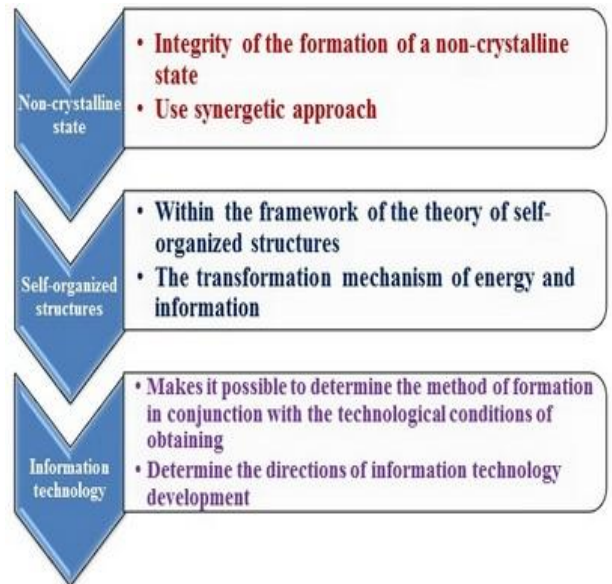 Non-crystalline
state
• Integrity of the formation of a non-crystalline
state
• Use synergetic approach
Self-organized
structures
• Within the framework of the theory of self-
organized structures
• The transformation mechanism of energy and
information
Information
technology
• Makes it possible to determine the method of formation
in conjunction with the technological conditions of
obtaining
• Determine the directions of information technology
development